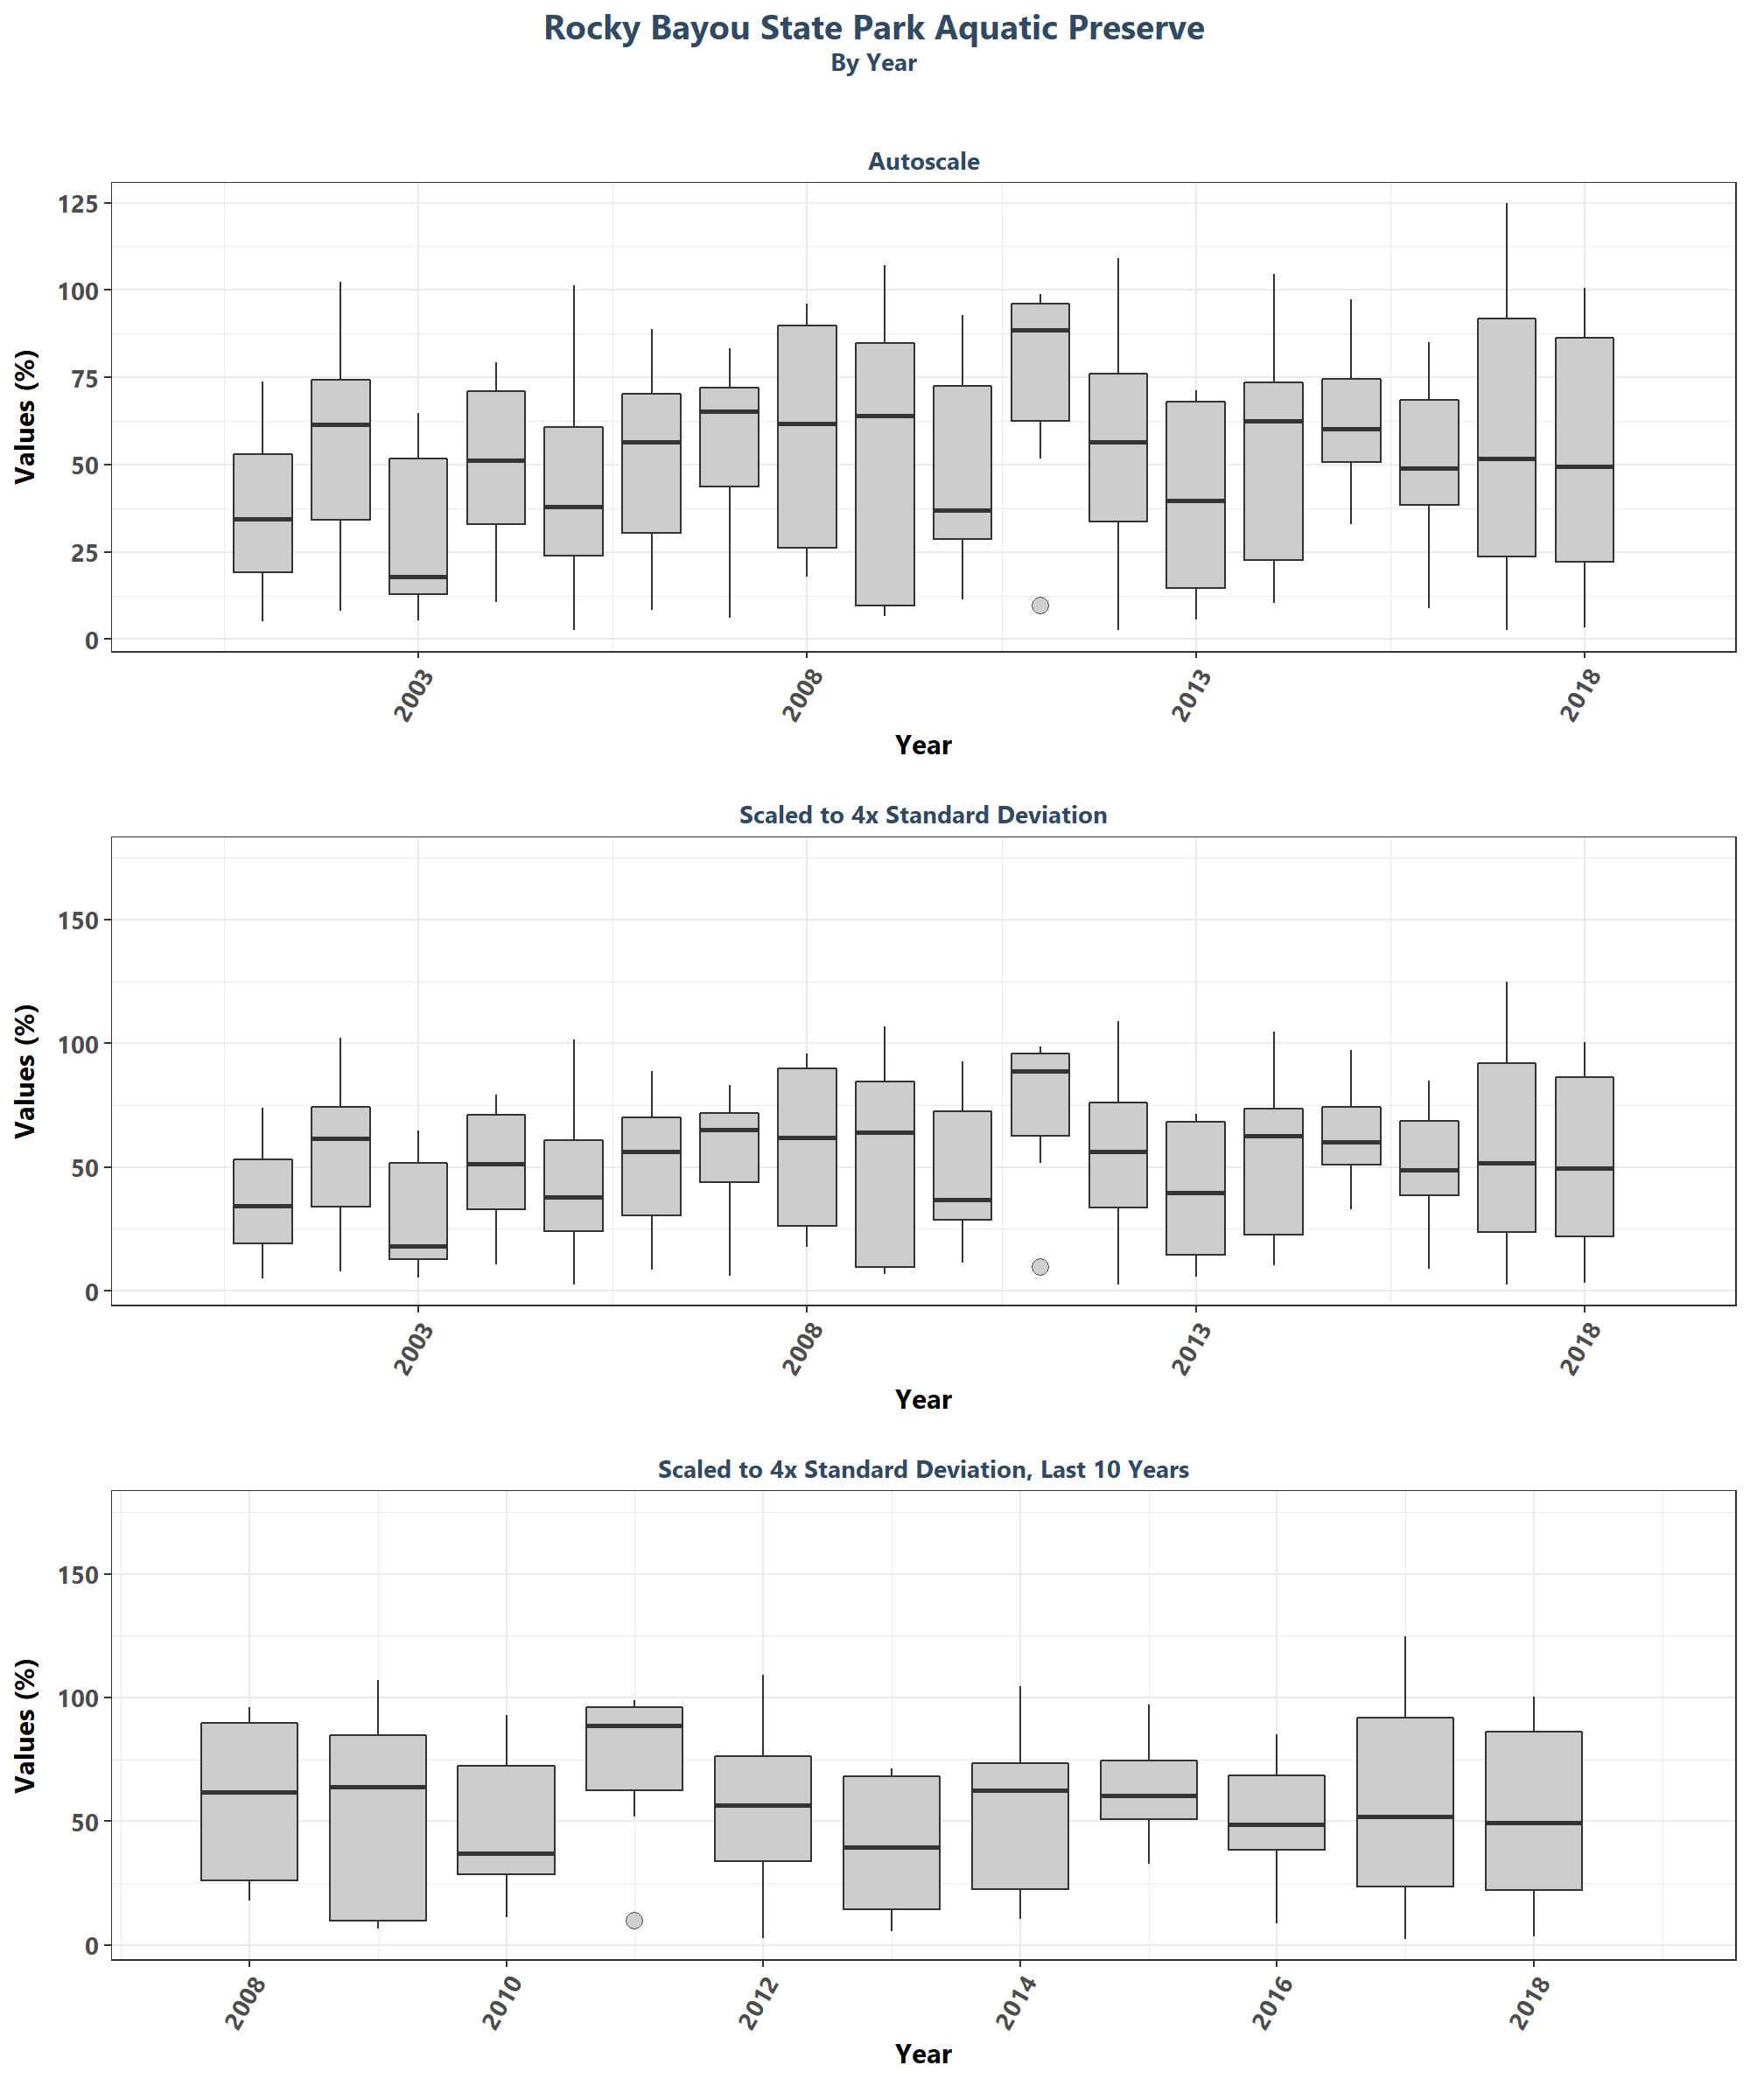 Rocky Bayou State Park Aquatic Preserve
By Year
Autoscale
Values (%)
125
100
75
50
25
0
2003 2008 2013 2018
Year
Scaled to 4x Standard Deviation
Values (%)
150
100
50
0
2003 2008 2013 2018
Year
Scaled to 4x Standard Deviation, Last 10 Years
Values (%)
150
100
50
0
2008 2010 2012 2014 2016 2018
Year